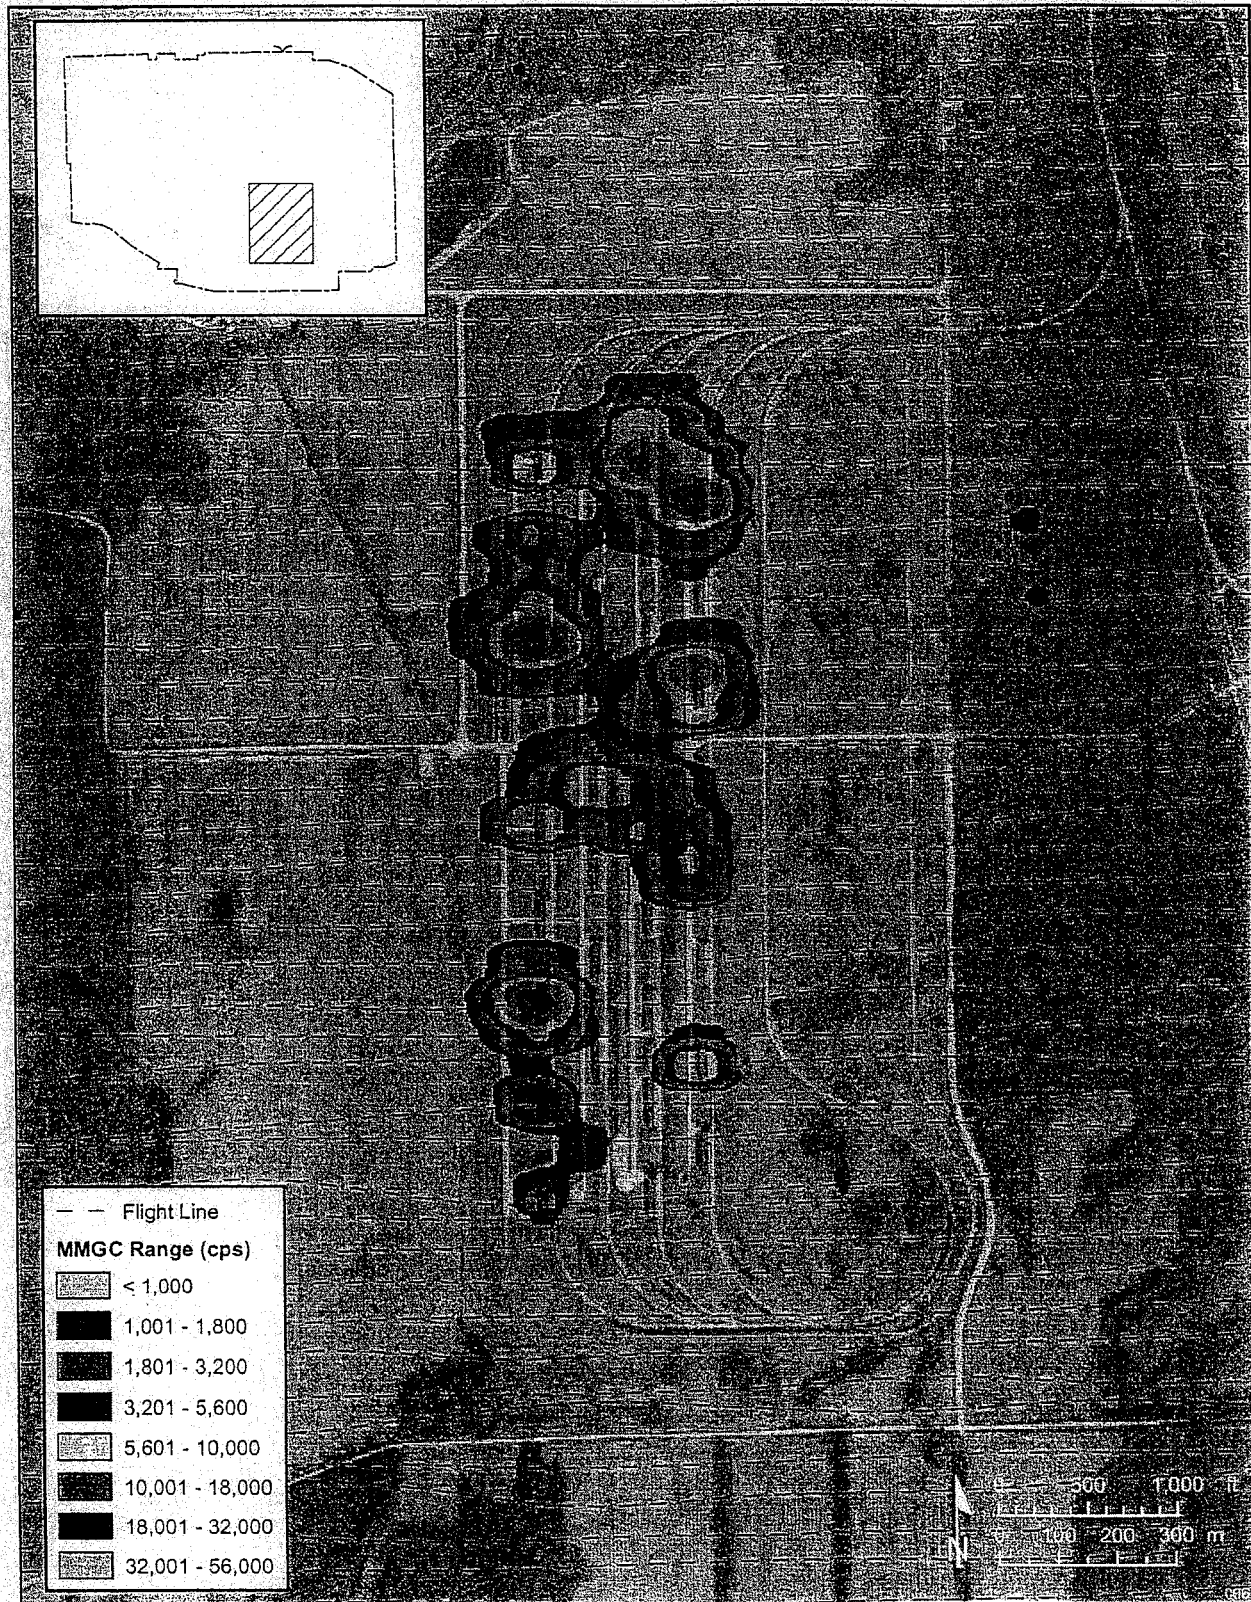 Flight Line
MMGC Range (cps)
< 1,000
1,001 - 1,800
1,801 - 3,200
3,201 - 5,600
5,601 - 10,000
10,001 - 18,000
18,001 - 32,000
32,001 - 56,000
0 500 1,000 ft
0 100 200 300 m
N